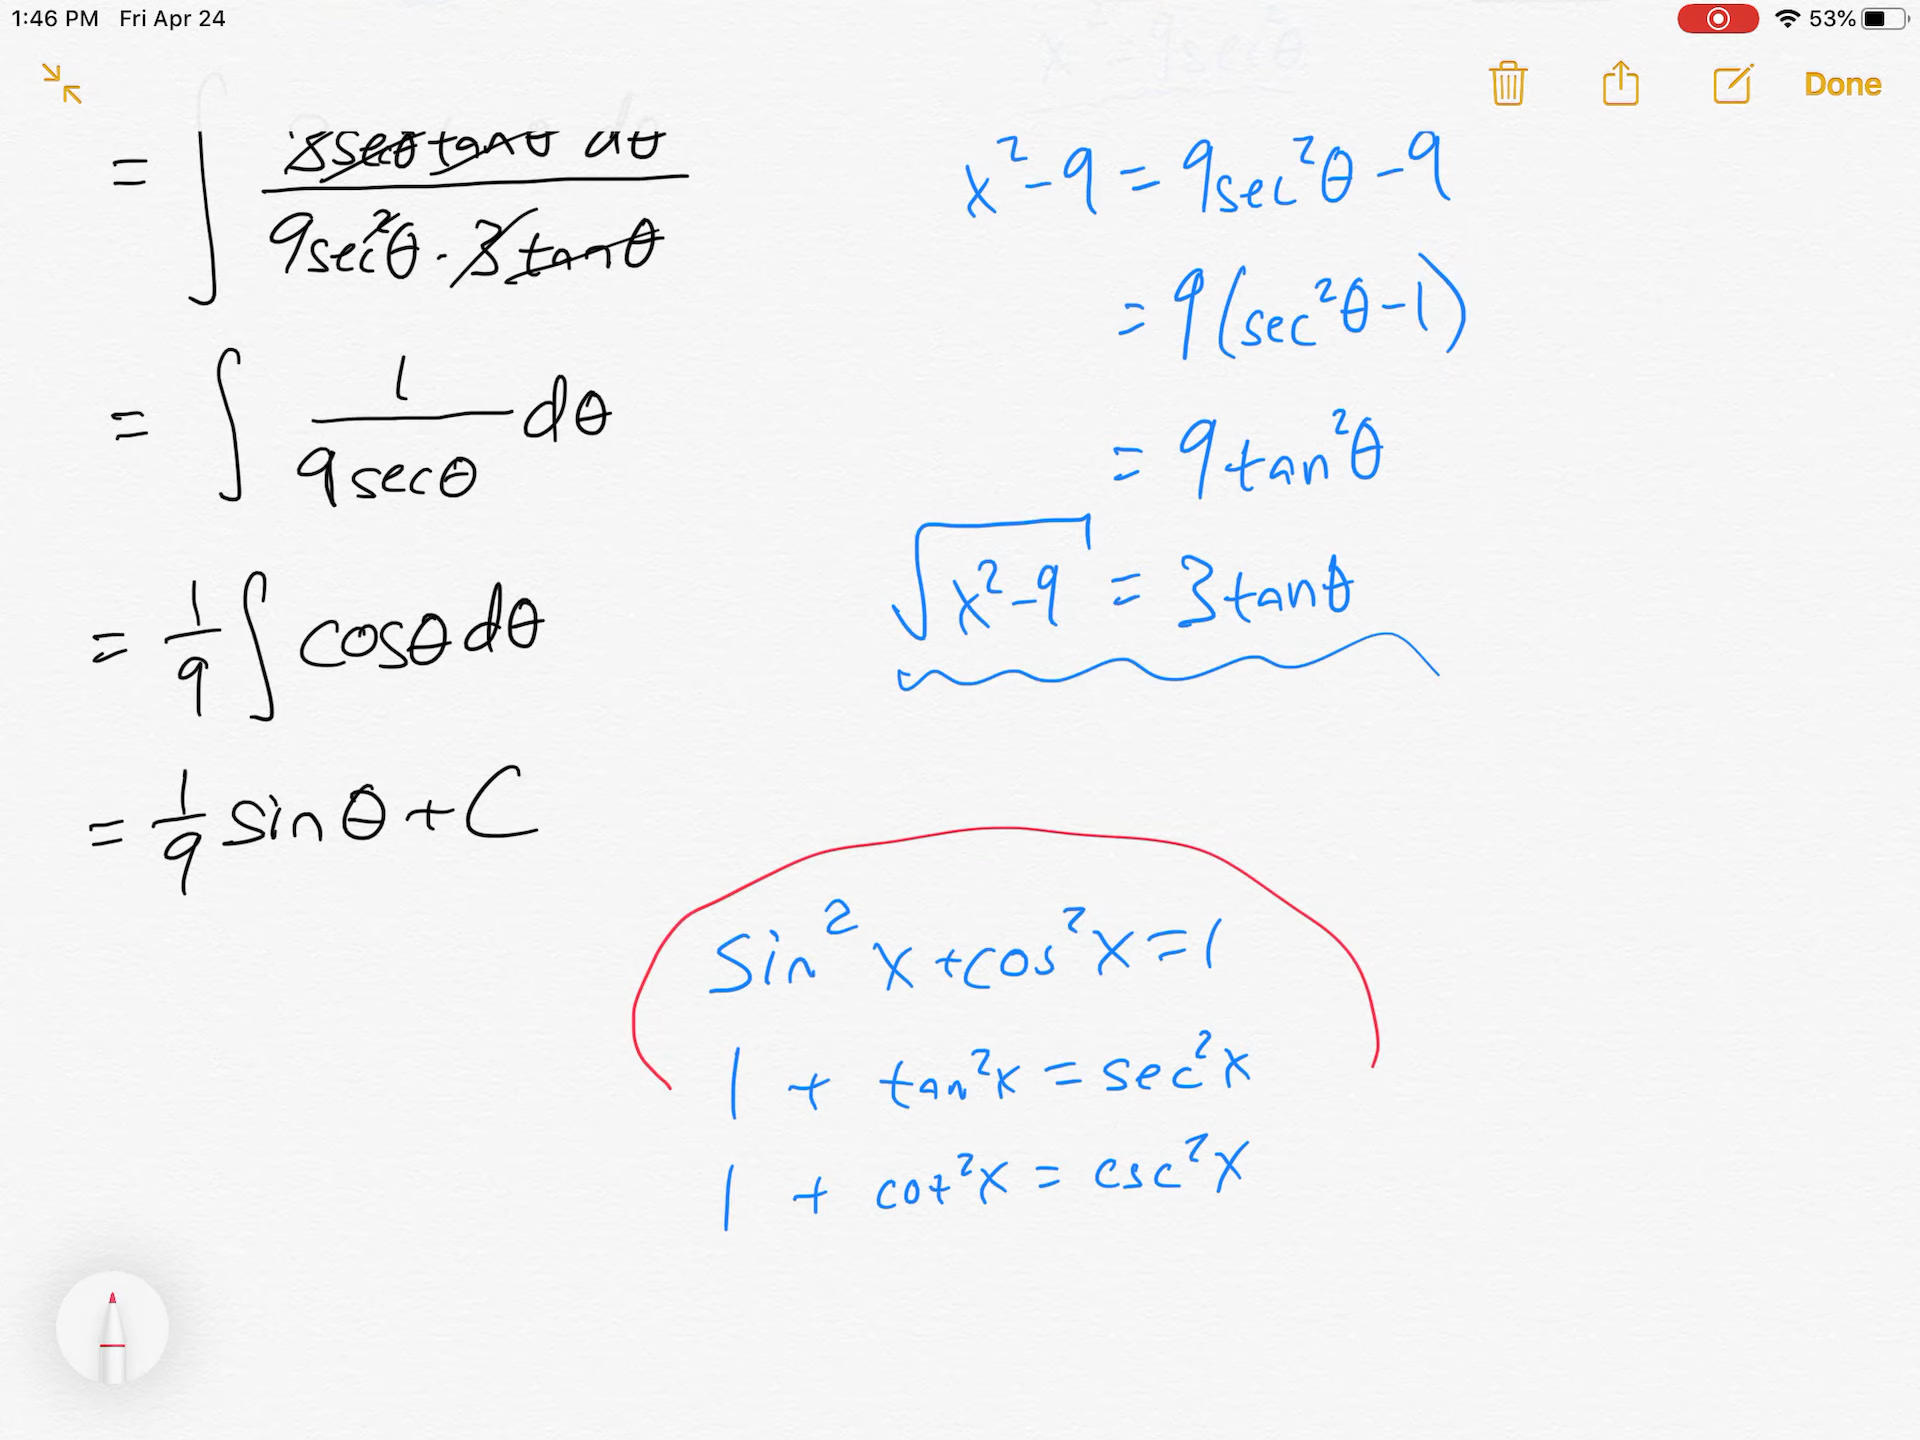 1:46 PM Fri Apr 24
53%
Done
= ∫ 3secθtanθ dθ / 9sec²θ · 3tanθ
= ∫ 1/9secθ dθ
= 1/9 ∫ cosθ dθ
= 1/9 sinθ + C
x² - 9 = 9sec²θ - 9
= 9(sec²θ - 1)
= 9tan²θ
√x² - 9 = 3tanθ
sin²x + cos²x = 1
1 + tan²x = sec²x
1 + cot²x = csc²x